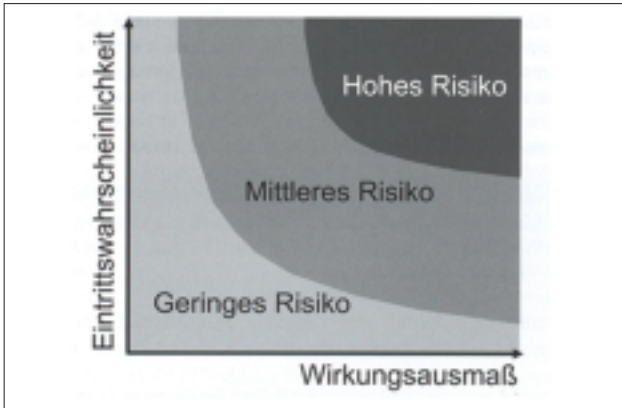 Eintrittswahrscheinlichkeit
Hohes Risiko
Mittleres Risiko
Geringes Risiko
Wirkungsausmaß